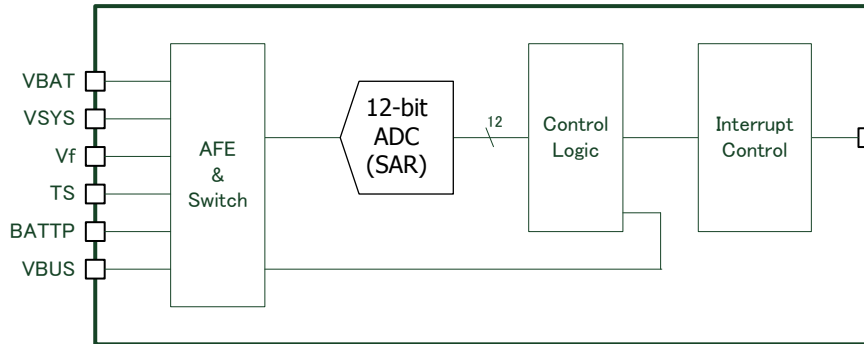 VBAT
VSYS
Vf
TS
BATTP
VBUS
AFE
&
Switch
12-bit
ADC
(SAR)
12
Control
Logic
Interrupt
Control